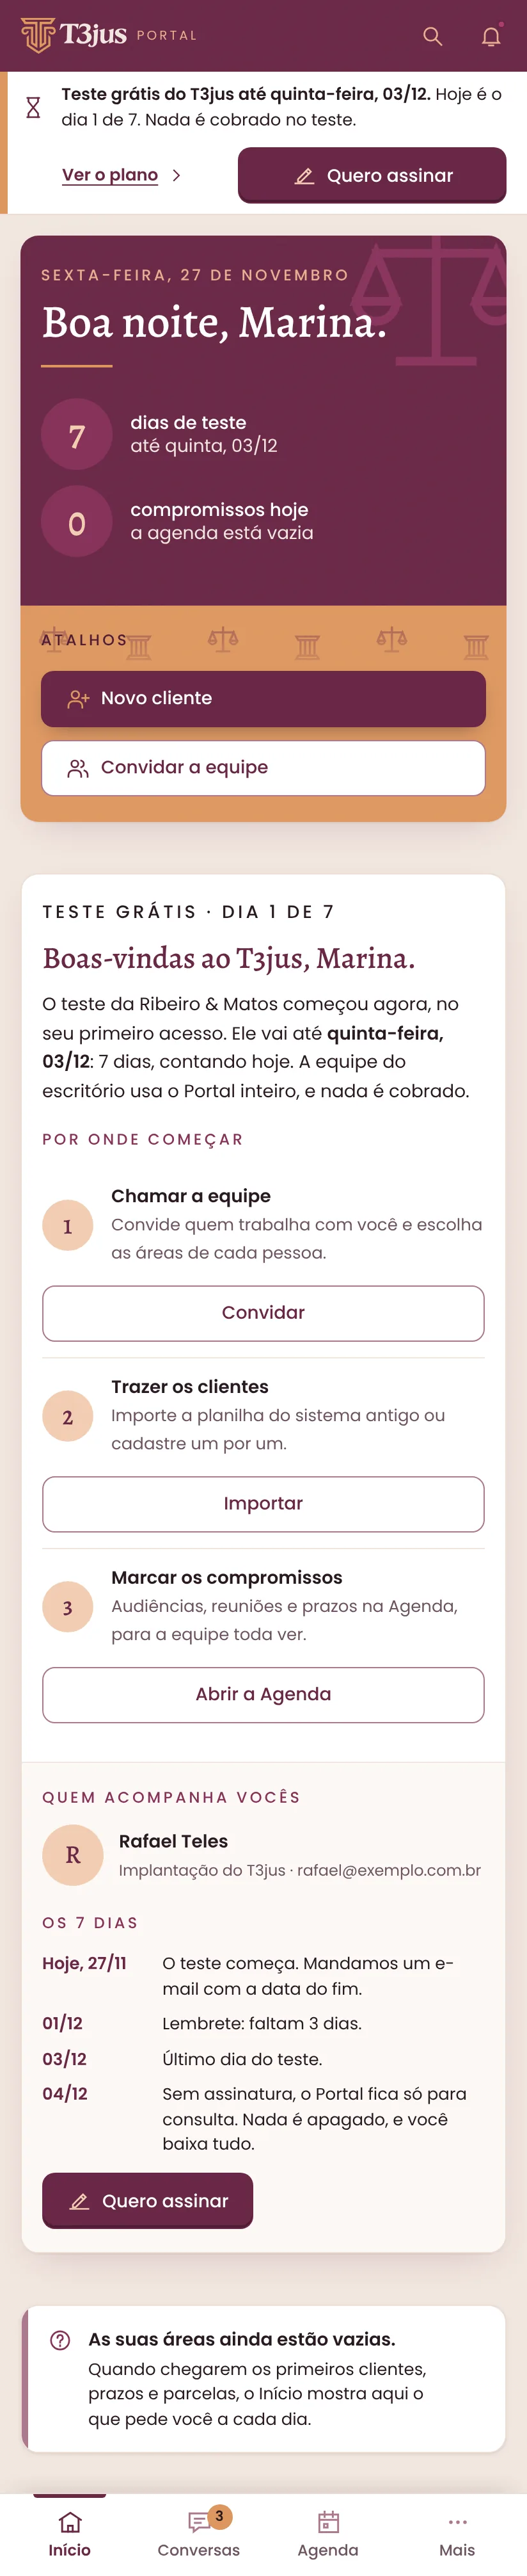 T3jus PORTAL
Teste grátis do T3jus até quinta-feira, 03/12. Hoje é o
dia 1 de 7. Nada é cobrado no teste.
Ver o plano
Quero assinar
SEXTA-FEIRA, 27 DE NOVEMBRO
Boa noite, Marina.
7
dias de teste
até quinta, 03/12
0
compromissos hoje
a agenda está vazia
ATALHOS
Novo cliente
Convidar a equipe
TESTE GRÁTIS · DIA 1 DE 7
Boas-vindas ao T3jus, Marina.
O teste da Ribeiro & Matos começou agora, no
seu primeiro acesso. Ele vai até quinta-feira,
03/12: 7 dias, contando hoje. A equipe do
escritório usa o Portal inteiro, e nada é cobrado.
POR ONDE COMEÇAR
1
Chamar a equipe
Convide quem trabalha com você e escolha
as áreas de cada pessoa.
Convidar
2
Trazer os clientes
Importe a planilha do sistema antigo ou
cadastre um por um.
Importar
3
Marcar os compromissos
Audiências, reuniões e prazos na Agenda,
para a equipe toda ver.
Abrir a Agenda
QUEM ACOMPANHA VOCÊS
R
Rafael Teles
Implantação do T3jus · rafael@exemplo.com.br
OS 7 DIAS
Hoje, 27/11 O teste começa. Mandamos um e-
mail com a data do fim.
01/12 Lembrete: faltam 3 dias.
03/12 Último dia do teste.
04/12 Sem assinatura, o Portal fica só para
consulta. Nada é apagado, e você
baixa tudo.
Quero assinar
As suas áreas ainda estão vazias.
Quando chegarem os primeiros clientes,
prazos e parcelas, o Início mostra aqui o
que pede você a cada dia.
3
Início Conversas Agenda Mais